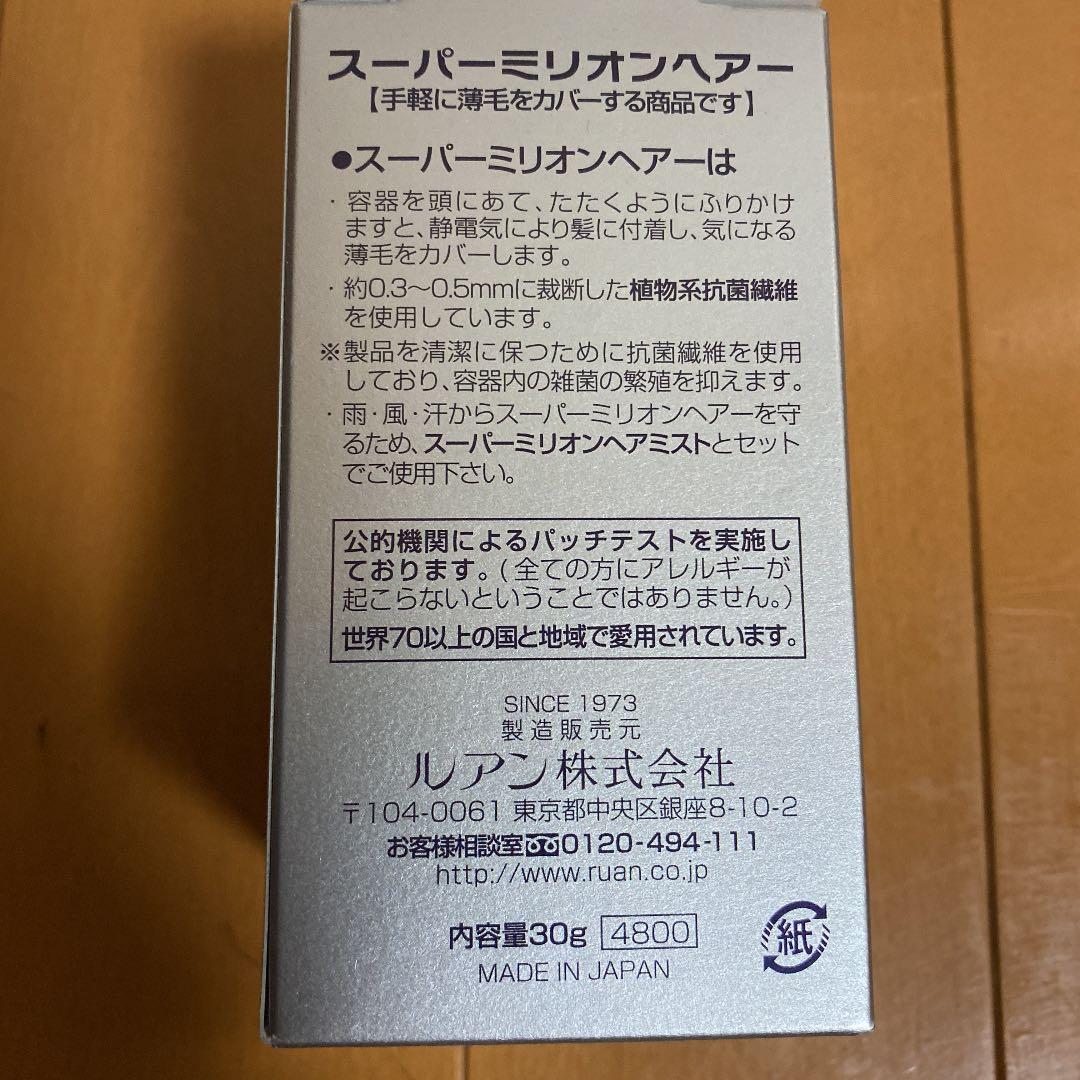 スーパーミリオンヘアー
【手軽に薄毛をカバーする商品です】
●スーパーミリオンヘアーは
・容器を頭にあて、たたくようにふりかけ
ますと、静電気により髪に付着し、気になる
薄毛をカバーします。
・約0.3〜0.5mmに裁断した植物系抗菌繊維
を使用しています。
※製品を清潔に保つために抗菌繊維を使用
しており、容器内の雑菌の繁殖を抑えます。
・雨・風・汗からスーパーミリオンヘアーを守
るため、スーパーミリオンヘアミストとセット
でご使用下さい。
公的機関によるパッチテストを実施し
ております。(全ての方にアレルギーが
起こらないということではありません。)
世界70以上の国と地域で愛用されています。
SINCE 1973
製造販売元
ルアン株式会社
〒104-0061 東京都中央区銀座8-10-2
お客様相談室 0120-494-111
http://www.ruan.co.jp
内容量30g 4800
紙
MADE IN JAPAN